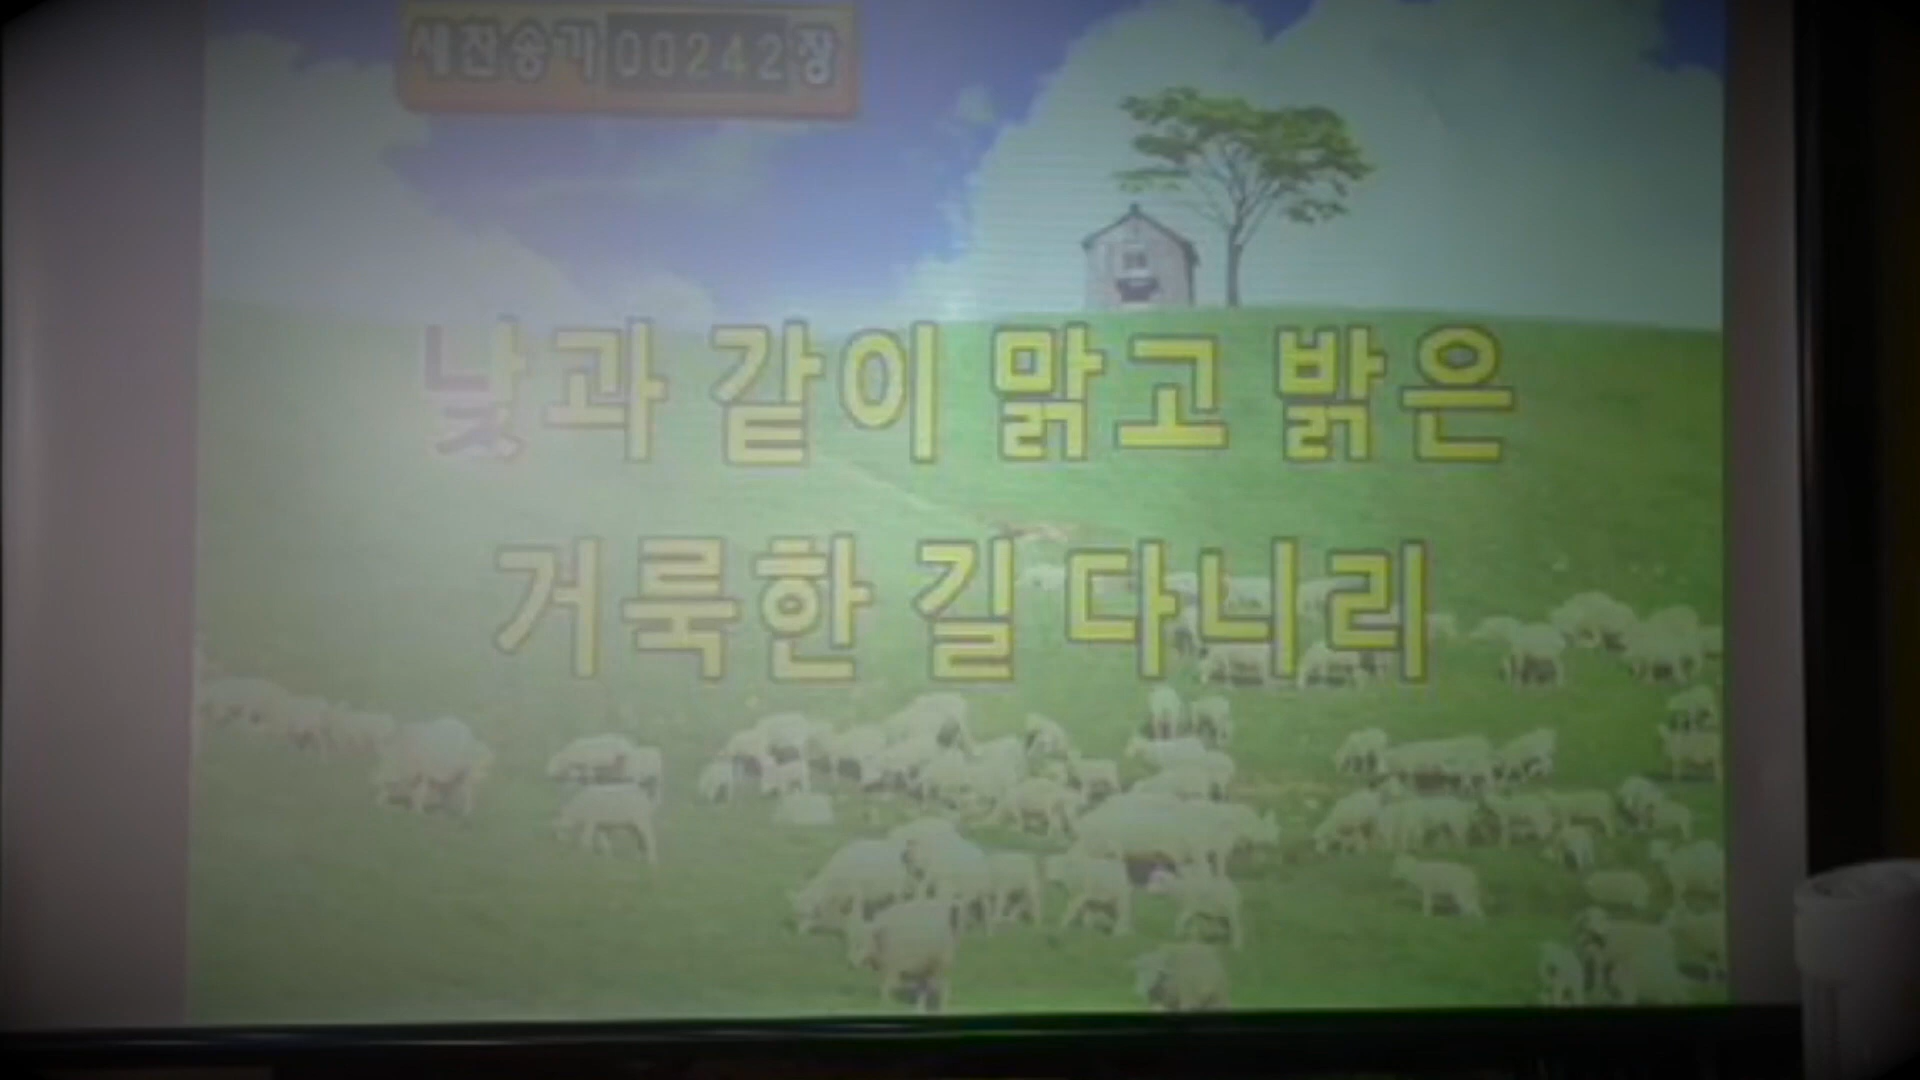 새찬송가 00242장
낮과 같이 맑고 밝은
거룩한 길 다니리